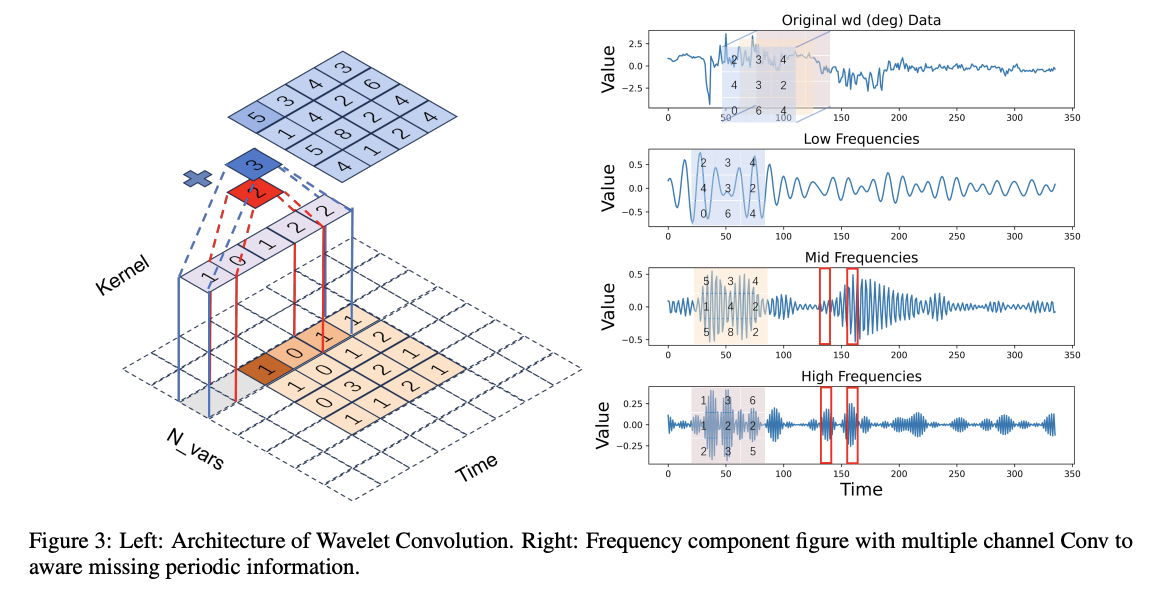 5 3 4 3
1 4 2 6
5 8 2 4
4 1 2 4
3
2
1 0 1 2 2
Kernel
1 0 1 1
1 0 1 2
0 3 2 1
1 1 2 1
N_vars
Time
Original wd (deg) Data
Value
2.5
0.0
−2.5
2 3 4
4 3 2
0 6 4
0 50 100 150 200 250 300 350
Low Frequencies
Value
0.5
0.0
−0.5
2 3 4
4 3 2
0 6 4
0 50 100 150 200 250 300 350
Mid Frequencies
Value
0.5
0.0
−0.5
5 3 4
1 4 2
5 8 2
0 50 100 150 200 250 300 350
High Frequencies
Value
0.25
0.00
−0.25
1 3 6
1 2 2
2 3 5
0 50 100 150 200 250 300 350
Time
Figure 3: Left: Architecture of Wavelet Convolution. Right: Frequency component figure with multiple channel Conv to
aware missing periodic information.